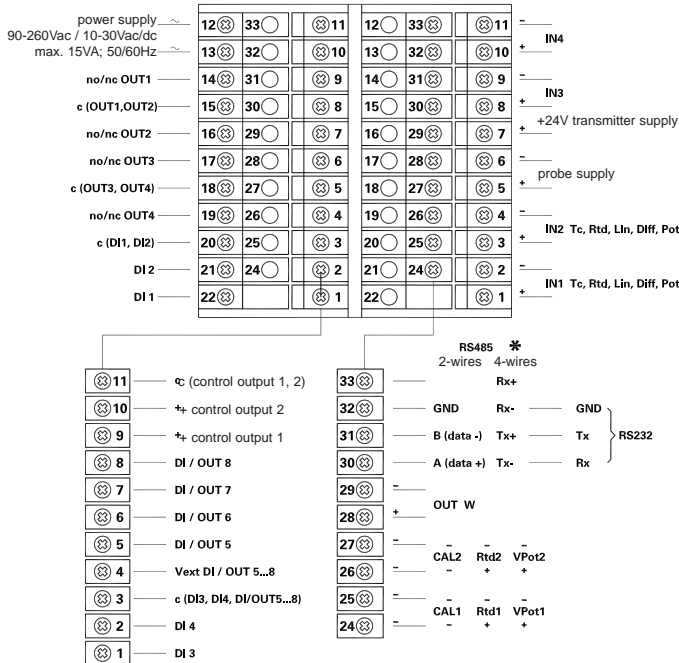 power supply ~ 12 33 11 12 33 11 -
90-260Vac / 10-30Vac/dc IN4
max. 15VA; 50/60Hz ~ 13 32 10 13 32 10 +
no/nc OUT1 14 31 9 14 31 9 -
IN3
c (OUT1,OUT2) 15 30 8 15 30 8 +
no/nc OUT2 16 29 7 16 29 7 + +24V transmitter supply
no/nc OUT3 17 28 6 17 28 6 -
probe supply
c (OUT3, OUT4) 18 27 5 18 27 5 +
no/nc OUT4 19 26 4 19 26 4 -
IN2 Tc, Rtd, LIn, DIff, Pot
c (DI1, DI2) 20 25 3 20 25 3 +
DI 2 21 24 2 21 24 2 -
IN1 Tc, Rtd, Lin, Diff, Pot
DI 1 22 1 22 1 +
RS485 *
2-wires 4-wires
11 c (control output 1, 2)
10 + control output 2
9 + control output 1
8 DI / OUT 8
7 DI / OUT 7
6 DI / OUT 6
5 DI / OUT 5
4 Vext DI / OUT 5...8
3 c (DI3, DI4, DI/OUT5...8)
2 DI 4
1 DI 3
33 Rx+
32 GND Rx- GND
31 B (data -) Tx+ Tx RS232
30 A (data +) Tx- Rx
29 -
OUT W
28 +
27 - - - -
CAL2 Rtd2 VPot2
26 - - + +
25 - - - -
CAL1 Rtd1 VPot1
24 - - + +